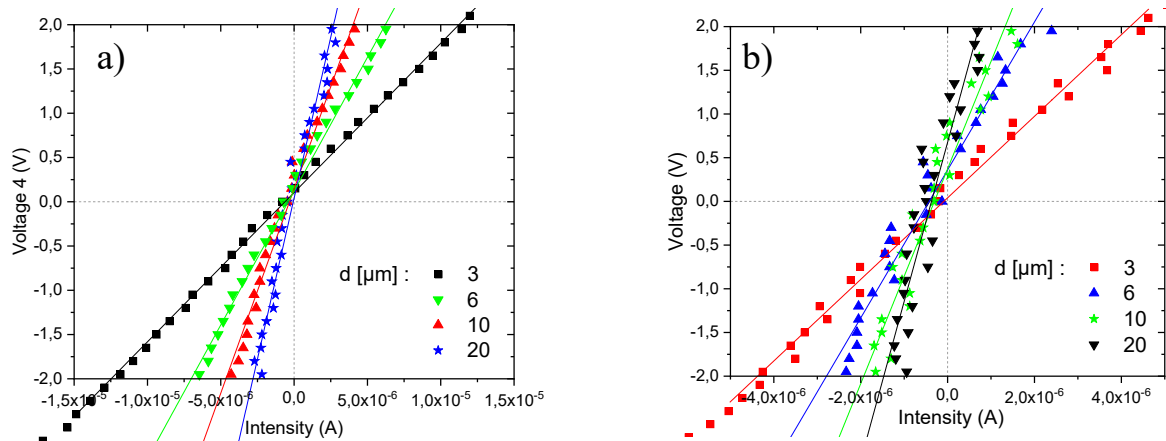 a)
2,0
1,5
1,0
0,5
0,0
-0,5
-1,0
-1,5
-2,0
Voltage 4 (V)
d [µm] :
3
6
10
20
-1,5x10⁻⁵ -1,0x10⁻⁵ -5,0x10⁻⁶ 0,0 5,0x10⁻⁶ 1,0x10⁻⁵ 1,5x10⁻⁵
Intensity (A)
b)
2,0
1,5
1,0
0,5
0,0
-0,5
-1,0
-1,5
-2,0
Voltage (V)
d [µm] :
3
6
10
20
-4,0x10⁻⁶ -2,0x10⁻⁶ 0,0 2,0x10⁻⁶ 4,0x10⁻⁶
Intensity (A)